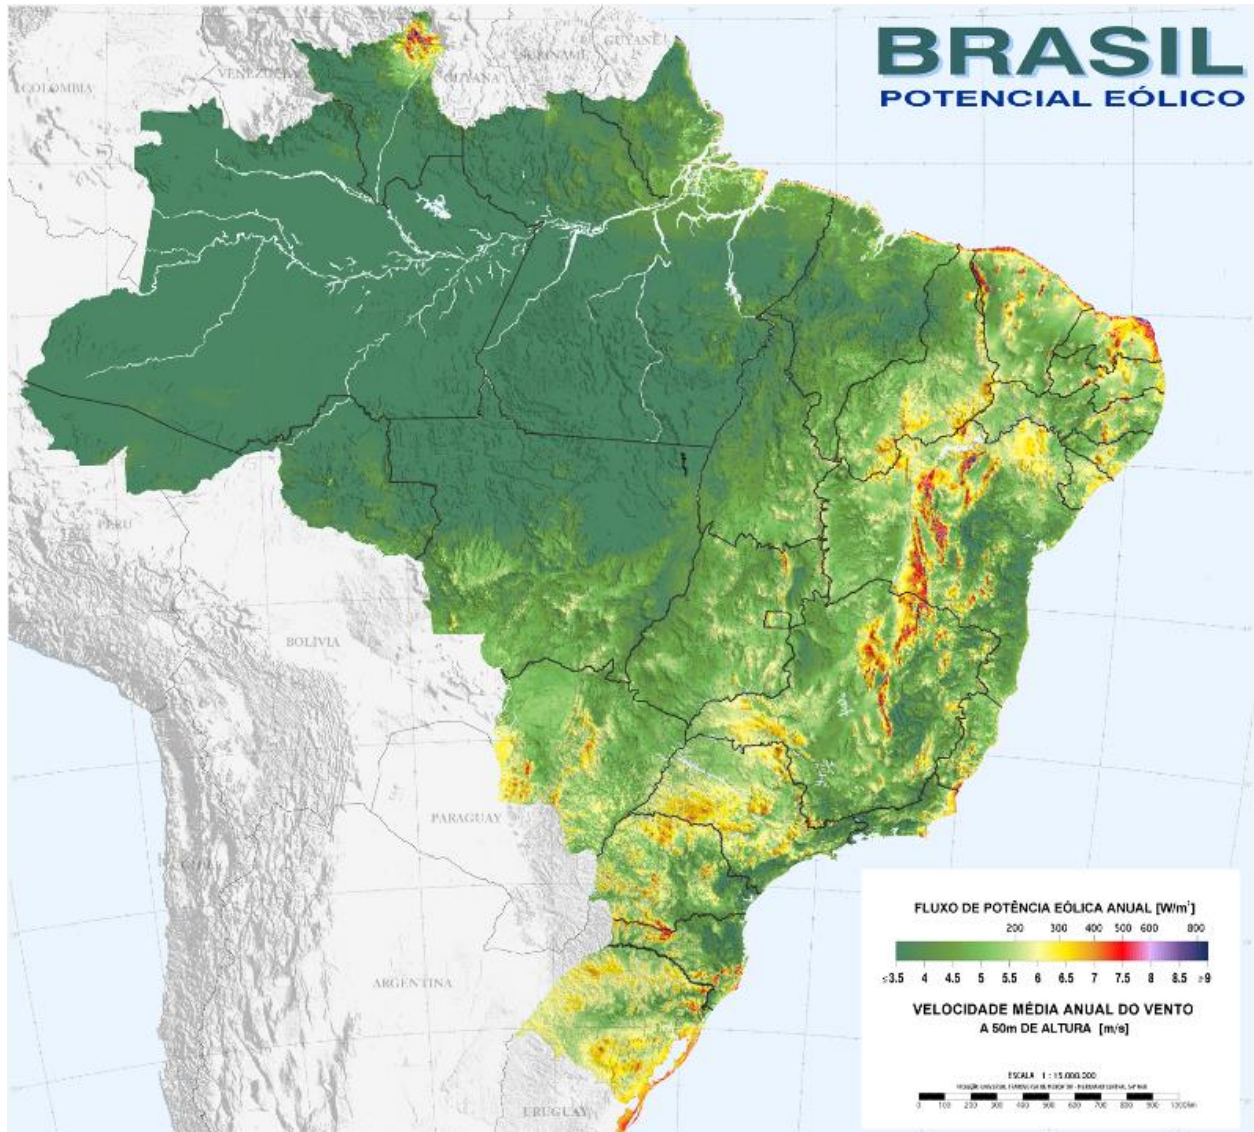 BRASIL
POTENCIAL EÓLICO
COLOMBIA
VENEZUELA
GUYANA
SURINAME
GUYANE
PERU
BOLÍVIA
PARAGUAY
ARGENTINA
URUGUAY
FLUXO DE POTÊNCIA EÓLICA ANUAL [W/m²]
200 300 400 500 600 800
≤3.5 4 4.5 5 5.5 6 6.5 7 7.5 8 8.5 ≥9
VELOCIDADE MÉDIA ANUAL DO VENTO
A 50m DE ALTURA [m/s]
ESCALA 1 : 15.000.000
0 100 200 300 400 500 600 700 800 900 1000km